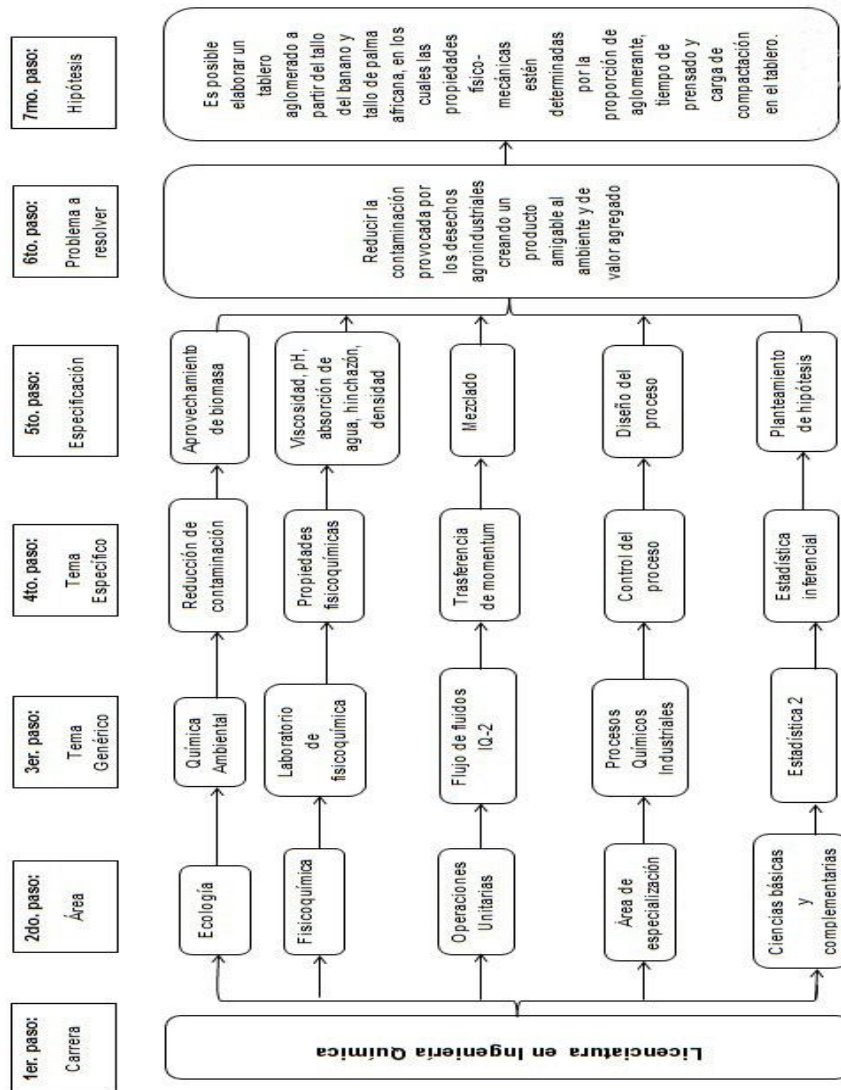 1er. paso:
Carrera
2do. paso:
Área
3er. paso:
Tema
Genérico
4to. paso:
Tema
Específico
5to. paso:
Especificación
6to. paso:
Problema a
resolver
7mo. paso:
Hipótesis
Licenciatura en Ingeniería Química
Ecología
Química
Ambiental
Reducción de
contaminación
Aprovechamiento
de biomasa
Fisicoquímica
Laboratorio
de
fisicoquímica
Propiedades
fisicoquímicas
Viscosidad, pH,
absorción de
agua, hinchazón,
densidad
Operaciones
Unitarias
Flujo de fluidos
IQ-2
Trasferencia
de momentum
Mezclado
Área de
especialización
Procesos
Químicos
Industriales
Control del
proceso
Diseño del
proceso
Ciencias básicas
y
complementarias
Estadística 2
Estadística
inferencial
Planteamiento
de hipótesis
Reducir la
contaminación
provocada por
los desechos
agroindustriales
creando un
producto
amigable al
ambiente y de
valor agregado
Es posible
elaborar un
tablero
aglomerado a
partir del tallo
del banano y
tallo de palma
africana, en los
cuales las
propiedades
físico-
mecánicas
estén
determinadas
por la
proporción de
aglomerante,
tiempo de
prensado y
carga de
compactación
en el tablero.